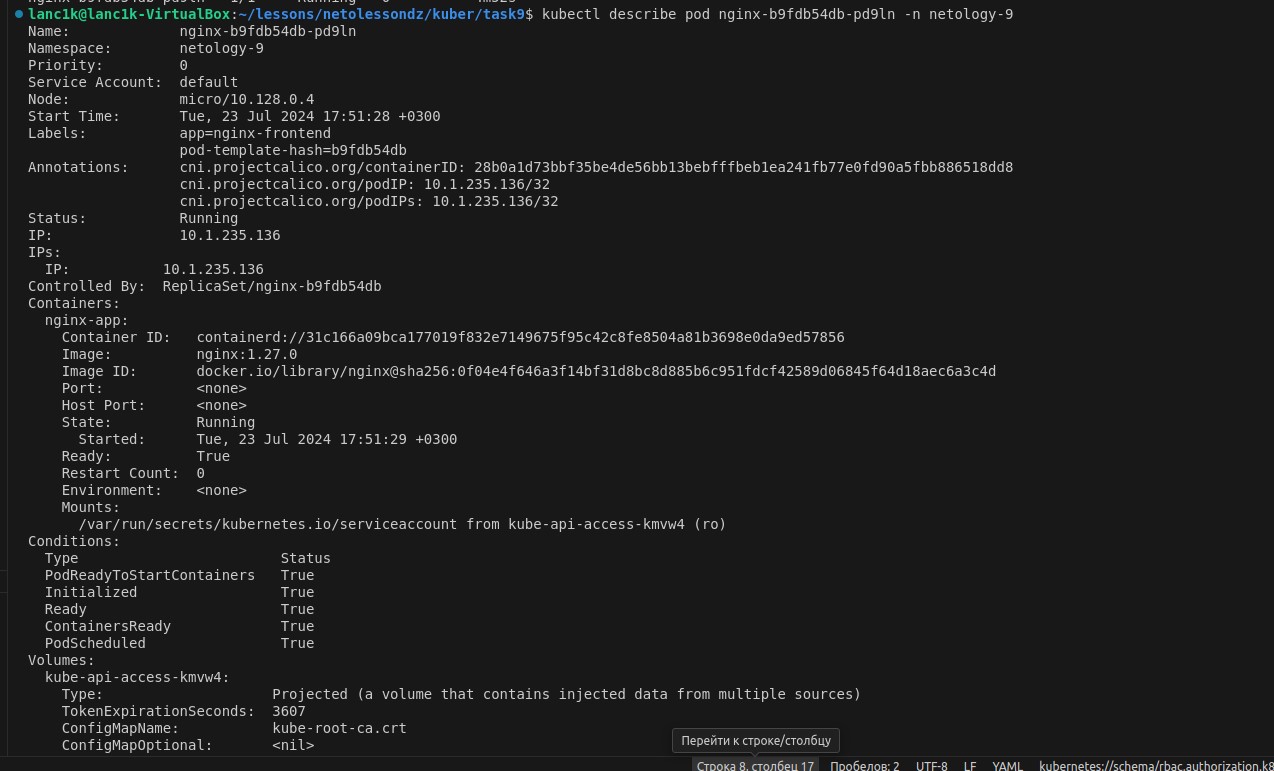 lanc1k@lanc1k-VirtualBox:~/lessons/netolessondz/kuber/task9$ kubectl describe pod nginx-b9fdb54db-pd9ln -n netology-9
Name:             nginx-b9fdb54db-pd9ln
Namespace:        netology-9
Priority:         0
Service Account:  default
Node:             micro/10.128.0.4
Start Time:       Tue, 23 Jul 2024 17:51:28 +0300
Labels:           app=nginx-frontend
                  pod-template-hash=b9fdb54db
Annotations:      cni.projectcalico.org/containerID: 28b0a1d73bbf35be4de56bb13bebfffbeb1ea241fb77e0fd90a5fbb886518dd8
                  cni.projectcalico.org/podIP: 10.1.235.136/32
                  cni.projectcalico.org/podIPs: 10.1.235.136/32
Status:           Running
IP:               10.1.235.136
IPs:
  IP:           10.1.235.136
Controlled By:  ReplicaSet/nginx-b9fdb54db
Containers:
  nginx-app:
    Container ID:   containerd://31c166a09bca177019f832e7149675f95c42c8fe8504a81b3698e0da9ed57856
    Image:          nginx:1.27.0
    Image ID:       docker.io/library/nginx@sha256:0f04e4f646a3f14bf31d8bc8d885b6c951fdcf42589d06845f64d18aec6a3c4d
    Port:           <none>
    Host Port:      <none>
    State:          Running
      Started:      Tue, 23 Jul 2024 17:51:29 +0300
    Ready:          True
    Restart Count:  0
    Environment:    <none>
    Mounts:
      /var/run/secrets/kubernetes.io/serviceaccount from kube-api-access-kmvw4 (ro)
Conditions:
  Type                        Status
  PodReadyToStartContainers   True
  Initialized                 True
  Ready                       True
  ContainersReady             True
  PodScheduled                True
Volumes:
  kube-api-access-kmvw4:
    Type:                    Projected (a volume that contains injected data from multiple sources)
    TokenExpirationSeconds:  3607
    ConfigMapName:           kube-root-ca.crt
    ConfigMapOptional:       <nil>
Перейти к строке/столбцу
Строка 8, столбец 17 Пробелов: 2 UTF-8 LF YAML kubernetes://schema/rbac.authorization.k8